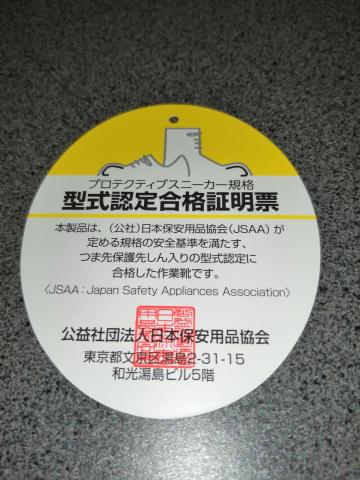 プロテクティブスニーカー規格
型式認定合格証明票
本製品は、(公社)日本保安用品協会(JSAA)が
定める規格の安全基準を満たす、
つま先保護先しん入りの型式認定に
合格した作業靴です。
〈JSAA:Japan Safety Appliances Association〉
公益社団法人日本保安用品協会
東京都文京区湯島2-31-15
和光湯島ビル5階